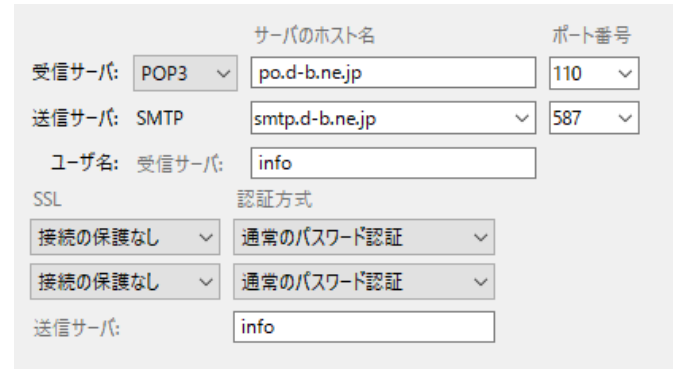 サーバのホスト名 ポート番号
受信サーバ: POP3 po.d-b.ne.jp 110
送信サーバ: SMTP smtp.d-b.ne.jp 587
ユーザ名: 受信サーバ: info
SSL 認証方式
接続の保護なし 通常のパスワード認証
接続の保護なし 通常のパスワード認証
送信サーバ: info